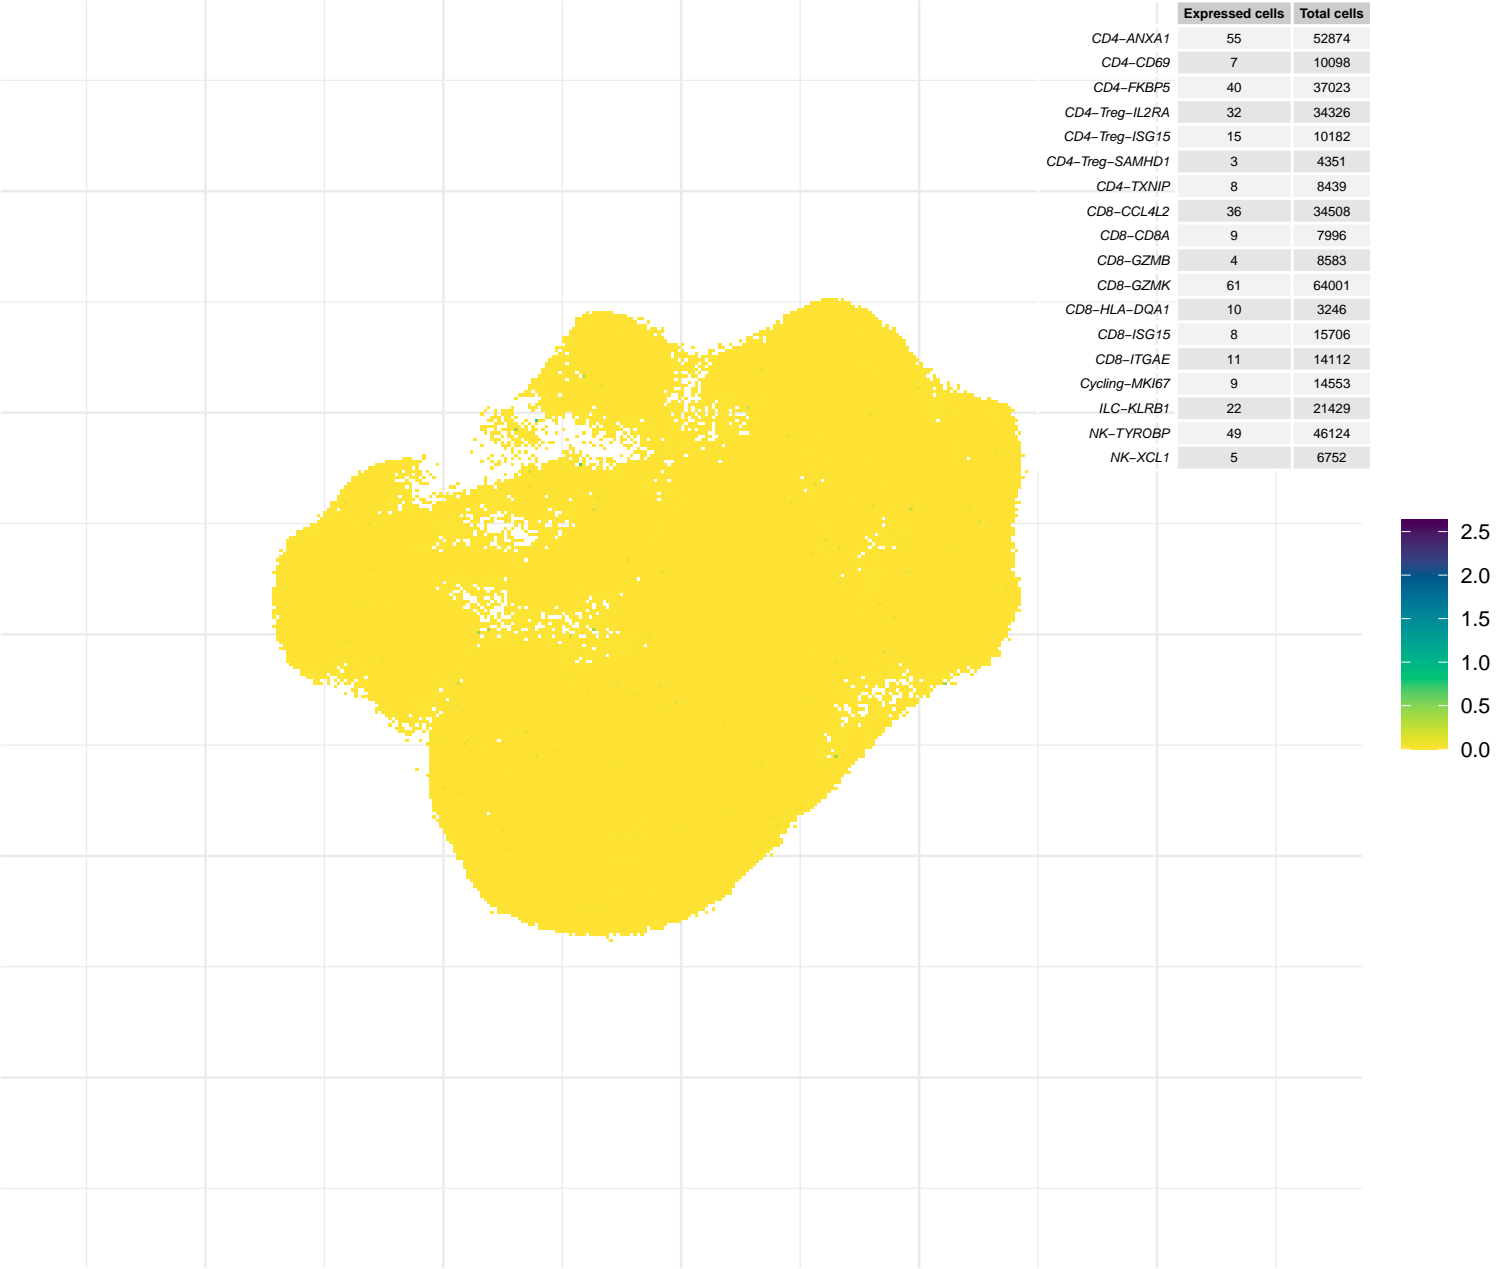 Expressed cells Total cells
CD4−ANXA1 55 52874
CD4−CD69 7 10098
CD4−FKBP5 40 37023
CD4−Treg−IL2RA 32 34326
CD4−Treg−ISG15 15 10182
CD4−Treg−SAMHD1 3 4351
CD4−TXNIP 8 8439
CD8−CCL4L2 36 34508
CD8−CD8A 9 7996
CD8−GZMB 4 8583
CD8−GZMK 61 64001
CD8−HLA−DQA1 10 3246
CD8−ISG15 8 15706
CD8−ITGAE 11 14112
Cycling−MKI67 9 14553
ILC−KLRB1 22 21429
NK−TYROBP 49 46124
NK−XCL1 5 6752
2.5
2.0
1.5
1.0
0.5
0.0